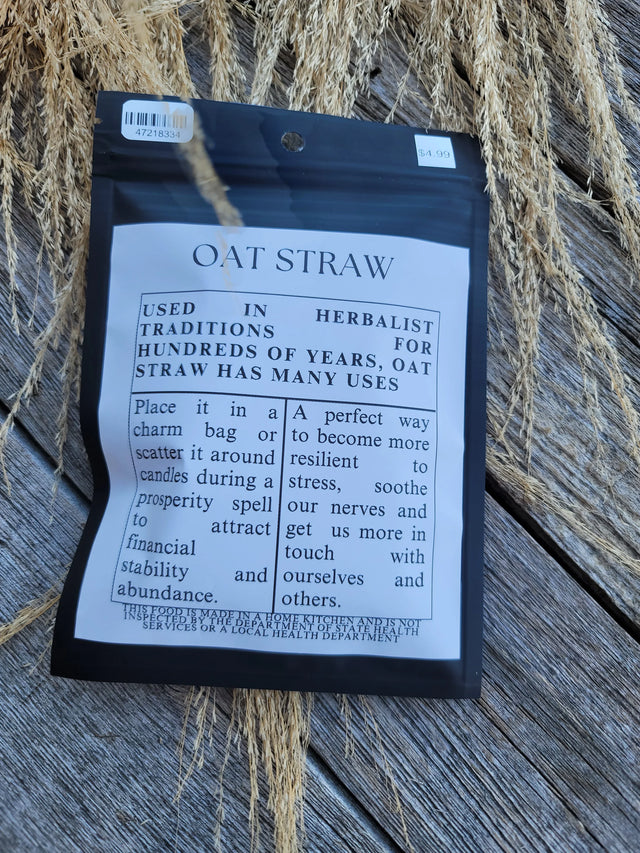 47218334
$4.99
OAT STRAW
USED IN HERBALIST
TRADITIONS FOR
HUNDREDS OF YEARS, OAT
STRAW HAS MANY USES
Place it in a
charm bag or
scatter it around
candles during a
prosperity spell
to attract
financial
stability and
abundance.
A perfect way
to become more
resilient to
stress, soothe
our nerves and
get us more in
touch with
ourselves and
others.
THIS FOOD IS MADE IN A HOME KITCHEN AND IS NOT
INSPECTED BY THE DEPARTMENT OF STATE HEALTH
SERVICES OR A LOCAL HEALTH DEPARTMENT